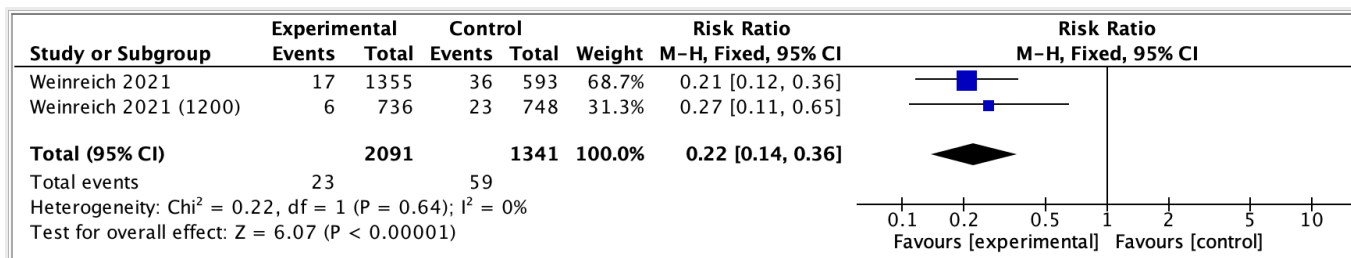 Experimental Control Risk Ratio Risk Ratio
Study or Subgroup Events Total Events Total Weight M-H, Fixed, 95% CI M-H, Fixed, 95% CI
Weinreich 2021 17 1355 36 593 68.7% 0.21 [0.12, 0.36]
Weinreich 2021 (1200) 6 736 23 748 31.3% 0.27 [0.11, 0.65]
Total (95% CI) 2091 1341 100.0% 0.22 [0.14, 0.36]
Total events 23 59
Heterogeneity: Chi² = 0.22, df = 1 (P = 0.64); I² = 0%
Test for overall effect: Z = 6.07 (P < 0.00001)
0.1 0.2 0.5 1 2 5 10
Favours [experimental] Favours [control]